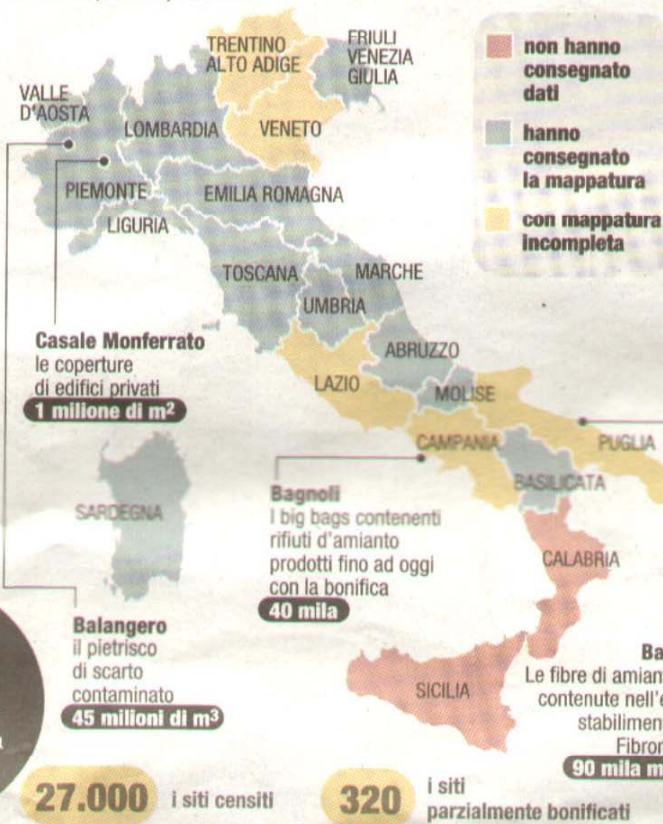 TRENTINO
ALTO ADIGE
FRIULI
VENEZIA
GIULIA
VALLE
D'AOSTA
LOMBARDIA
VENETO
PIEMONTE
EMILIA ROMAGNA
LIGURIA
TOSCANA
MARCHE
UMBRIA
ABRUZZO
LAZIO
MOLISE
CAMPANIA
PUGLIA
BASILICATA
SARDEGNA
CALABRIA
SICILIA
non hanno
consegnato
dati
hanno
consegnato
la mappatura
con mappatura
incompleta
Casale Monferrato
le coperture
di edifici privati
1 milione di m²
Bagnoli
I big bags contenenti
rifiuti d'amianto
prodotti fino ad oggi
con la bonifica
40 mila
Balangero
il pietrisco
di scarto
contaminato
45 milioni di m³
Ba
Le fibre di amian
contenute nell'e
stabiliment
Fibron
90 mila m
27.000 i siti censiti
320 i siti
parzialmente bonificati